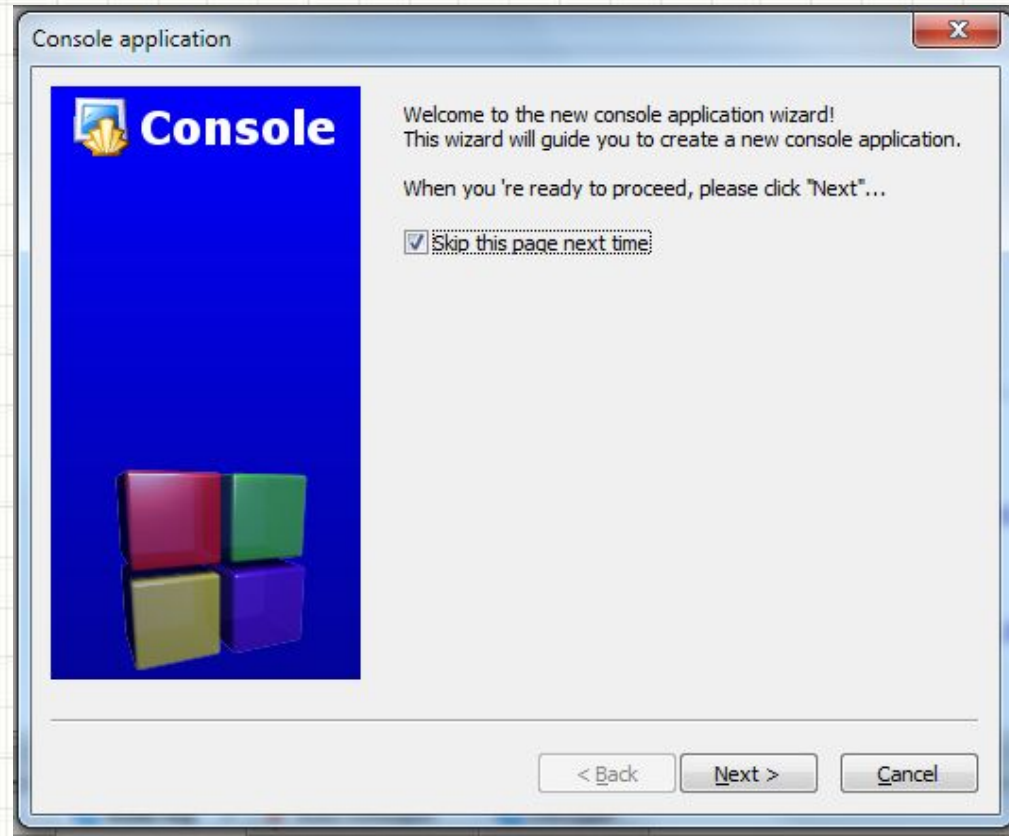 Console application
Console
Welcome to the new console application wizard!
This wizard will guide you to create a new console application.
When you 're ready to proceed, please click "Next"...
Skip this page next time
< Back
Next >
Cancel